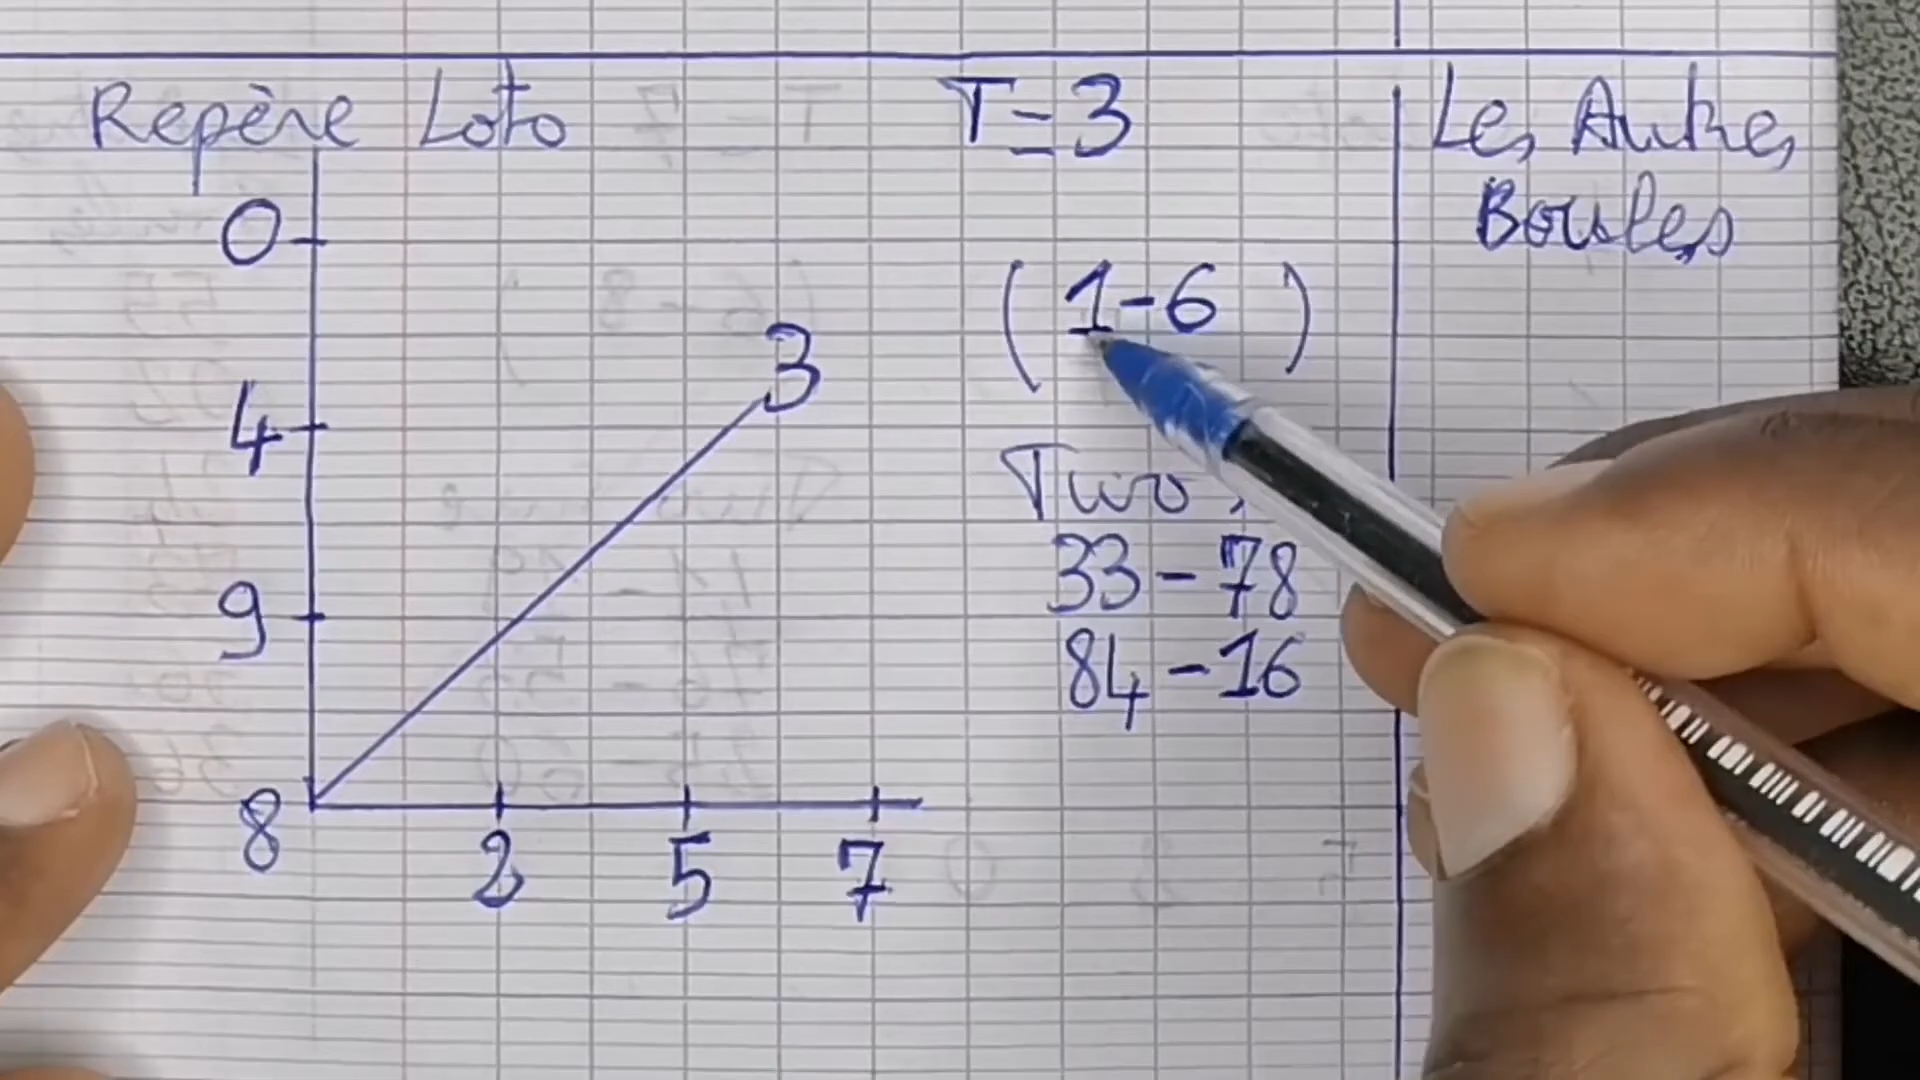 Repère Loto
T=3
Les Autres
Boules
0
4
9
8
3
2 5 7
(1-6)
Two
33-78
84-16